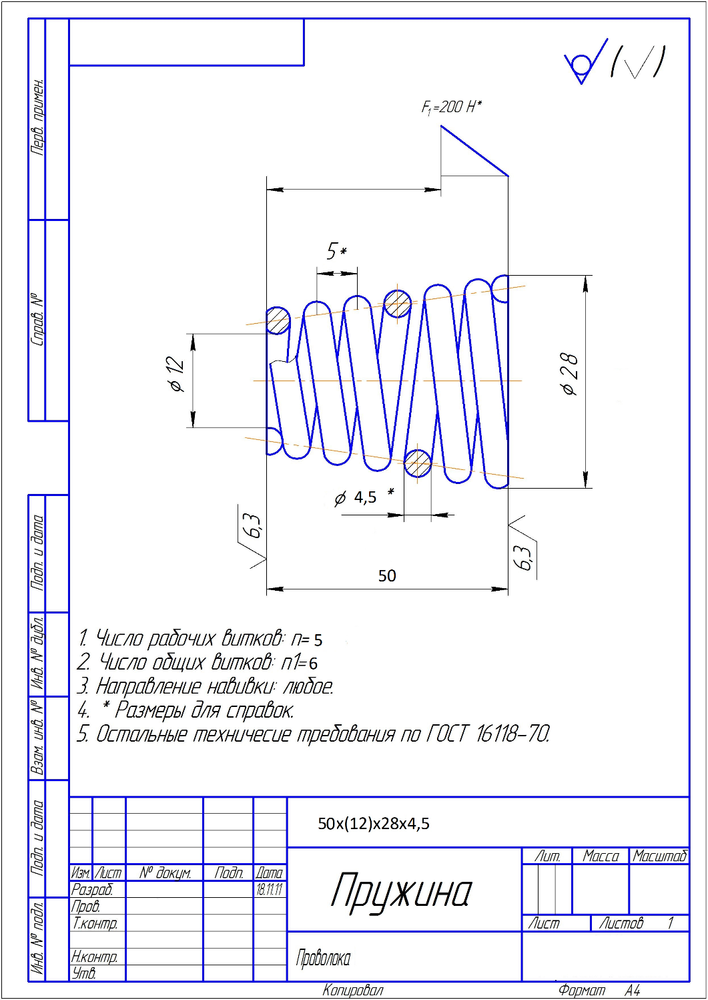 F₁=200 Н*
5*
⌀12
⌀28
⌀ 4,5 *
6,3
6,3
50
1. Число рабочих витков: n= 5
2. Число общих витков: n1=6
3. Направление навивки: любое.
4. * Размеры для справок.
5. Остальные техничесие требования по ГОСТ 16118-70.
Перв. примен.
Справ. №
Подп. и дата
Инв. № дубл.
Взам. инв. №
Подп. и дата
Инв. № подл.
50х(12)х28х4,5
Изм. Лист № докум. Подп. Дата
Разраб. 18.11.11
Пров.
Т.контр.
Н.контр.
Утв.
Пружина
Проволока
Лит. Масса Масштаб
Лист Листов 1
Копировал Формат А4